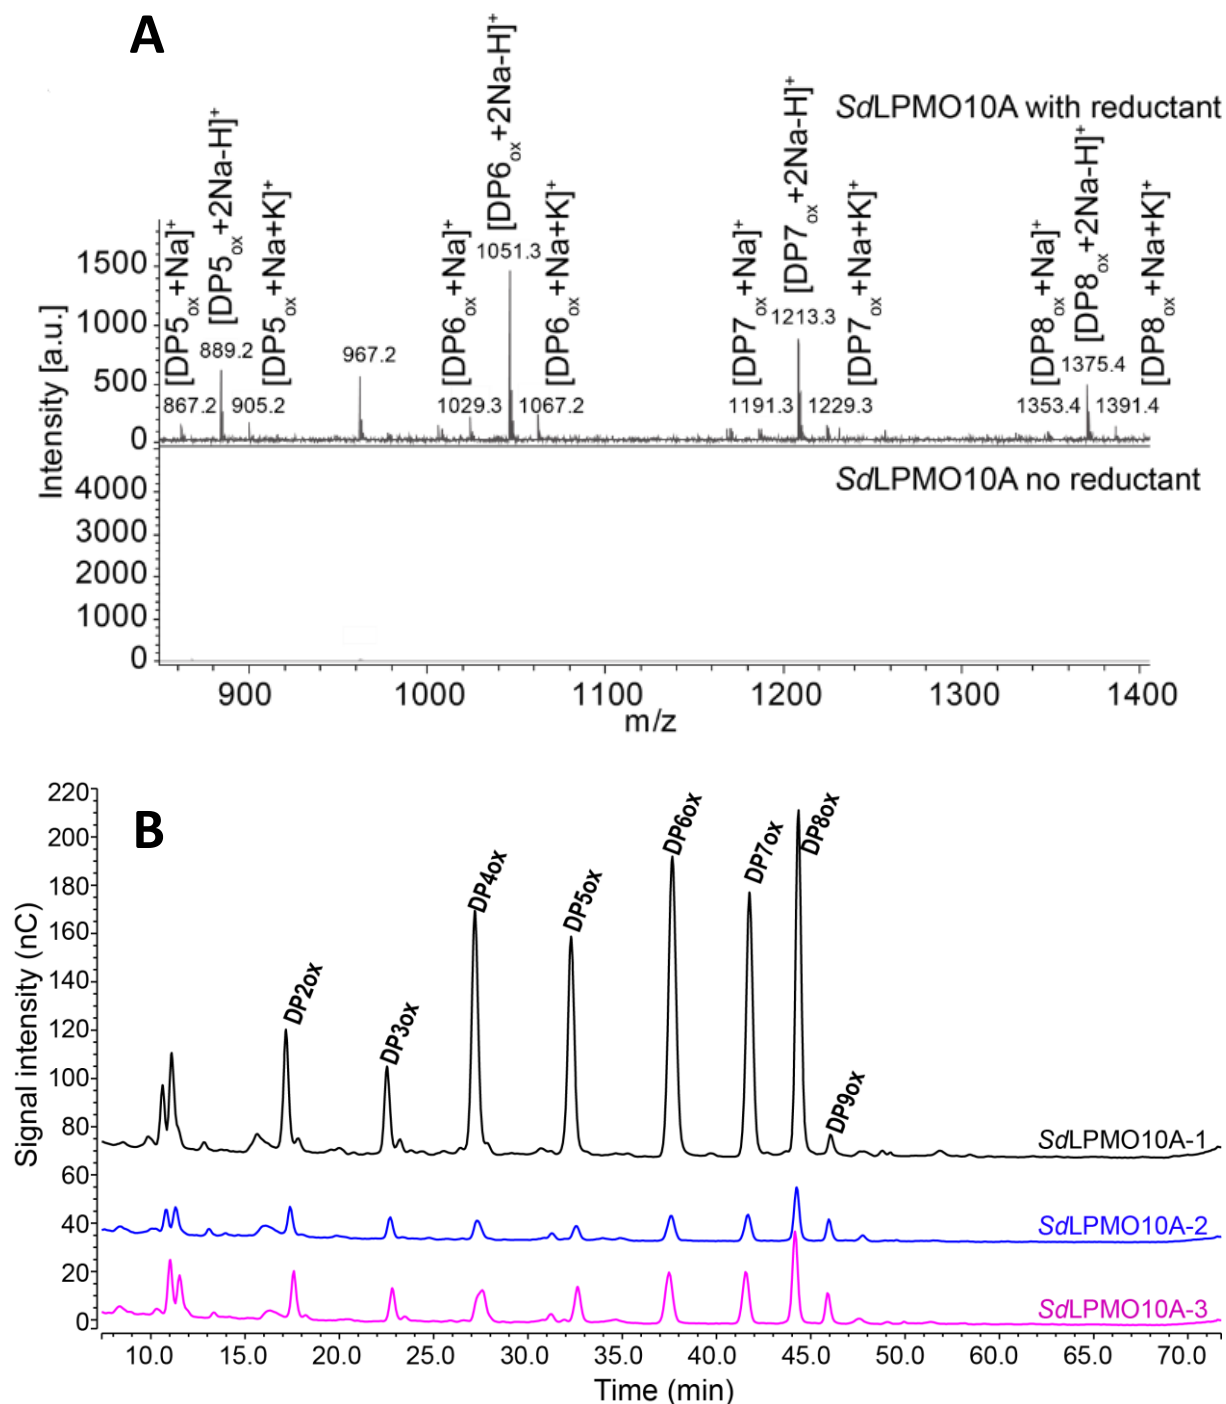 A
SdLPMO10A with reductant
[DP5ox+Na]+
[DP5ox+2Na-H]+
[DP5ox+Na+K]+
[DP6ox+Na]+
[DP6ox+2Na-H]+
[DP6ox+Na+K]+
[DP7ox+Na]+
[DP7ox+2Na-H]+
[DP7ox+Na+K]+
[DP8ox+Na]+
[DP8ox+2Na-H]+
[DP8ox+Na+K]+
867.2
889.2
905.2
967.2
1029.3
1051.3
1067.2
1191.3
1213.3
1229.3
1353.4
1375.4
1391.4
Intensity [a.u.]
1500
1000
500
0
SdLPMO10A no reductant
4000
3000
2000
1000
0
900 1000 1100 1200 1300 1400
m/z
B
Signal intensity (nC)
220
200
180
160
140
120
100
80
60
40
20
0
DP2ox
DP3ox
DP4ox
DP5ox
DP6ox
DP7ox
DP8ox
DP9ox
SdLPMO10A-1
SdLPMO10A-2
SdLPMO10A-3
10.0 15.0 20.0 25.0 30.0 35.0 40.0 45.0 50.0 55.0 60.0 65.0 70.0
Time (min)